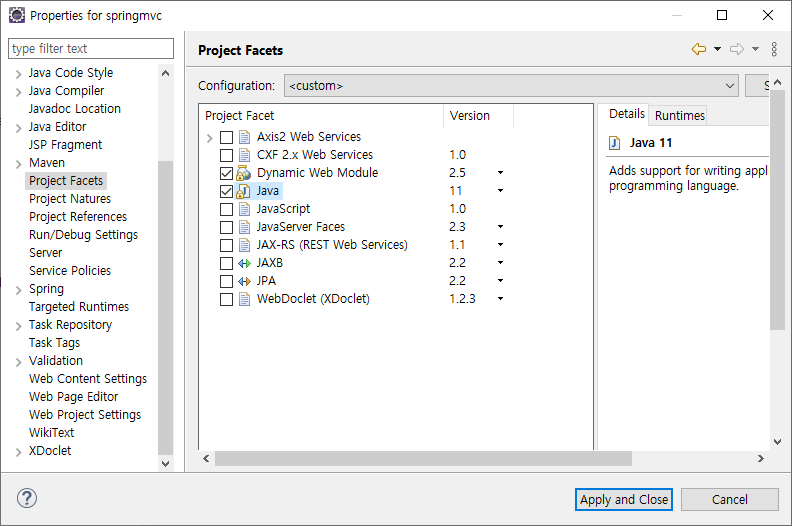 Properties for springmvc
type filter text
Java Code Style
Java Compiler
Javadoc Location
Java Editor
JSP Fragment
Maven
Project Facets
Project Natures
Project References
Run/Debug Settings
Server
Service Policies
Spring
Targeted Runtimes
Task Repository
Task Tags
Validation
Web Content Settings
Web Page Editor
Web Project Settings
WikiText
XDoclet
Project Facets
Configuration: <custom>
Project Facet Version
Axis2 Web Services
CXF 2.x Web Services 1.0
Dynamic Web Module 2.5
Java 11
JavaScript 1.0
JavaServer Faces 2.3
JAX-RS (REST Web Services) 1.1
JAXB 2.2
JPA 2.2
WebDoclet (XDoclet) 1.2.3
Details Runtimes
Java 11
Adds support for writing appl
programming language.
Apply and Close Cancel